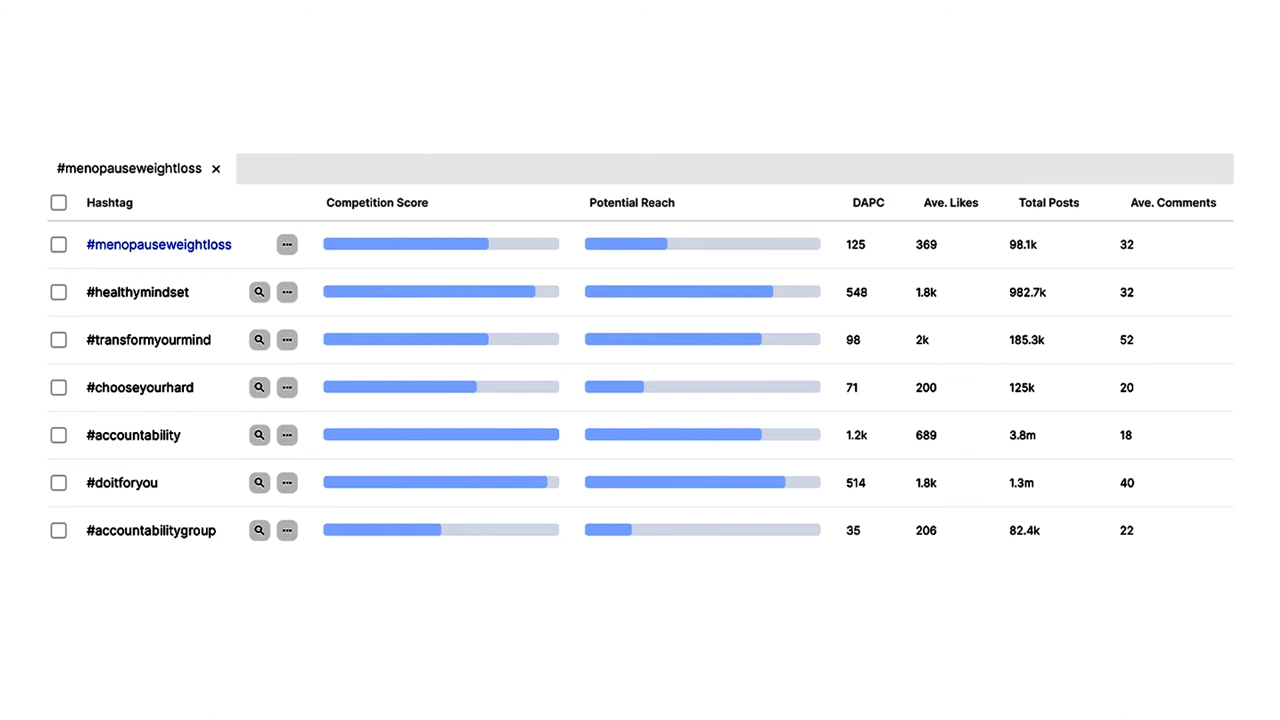 #menopauseweightloss ×
Hashtag Competition Score Potential Reach DAPC Ave. Likes Total Posts Ave. Comments
#menopauseweightloss 125 369 98.1k 32
#healthymindset 548 1.8k 982.7k 32
#transformyourmind 98 2k 185.3k 52
#chooseyourhard 71 200 125k 20
#accountability 1.2k 689 3.8m 18
#doitforyou 514 1.8k 1.3m 40
#accountabilitygroup 35 206 82.4k 22